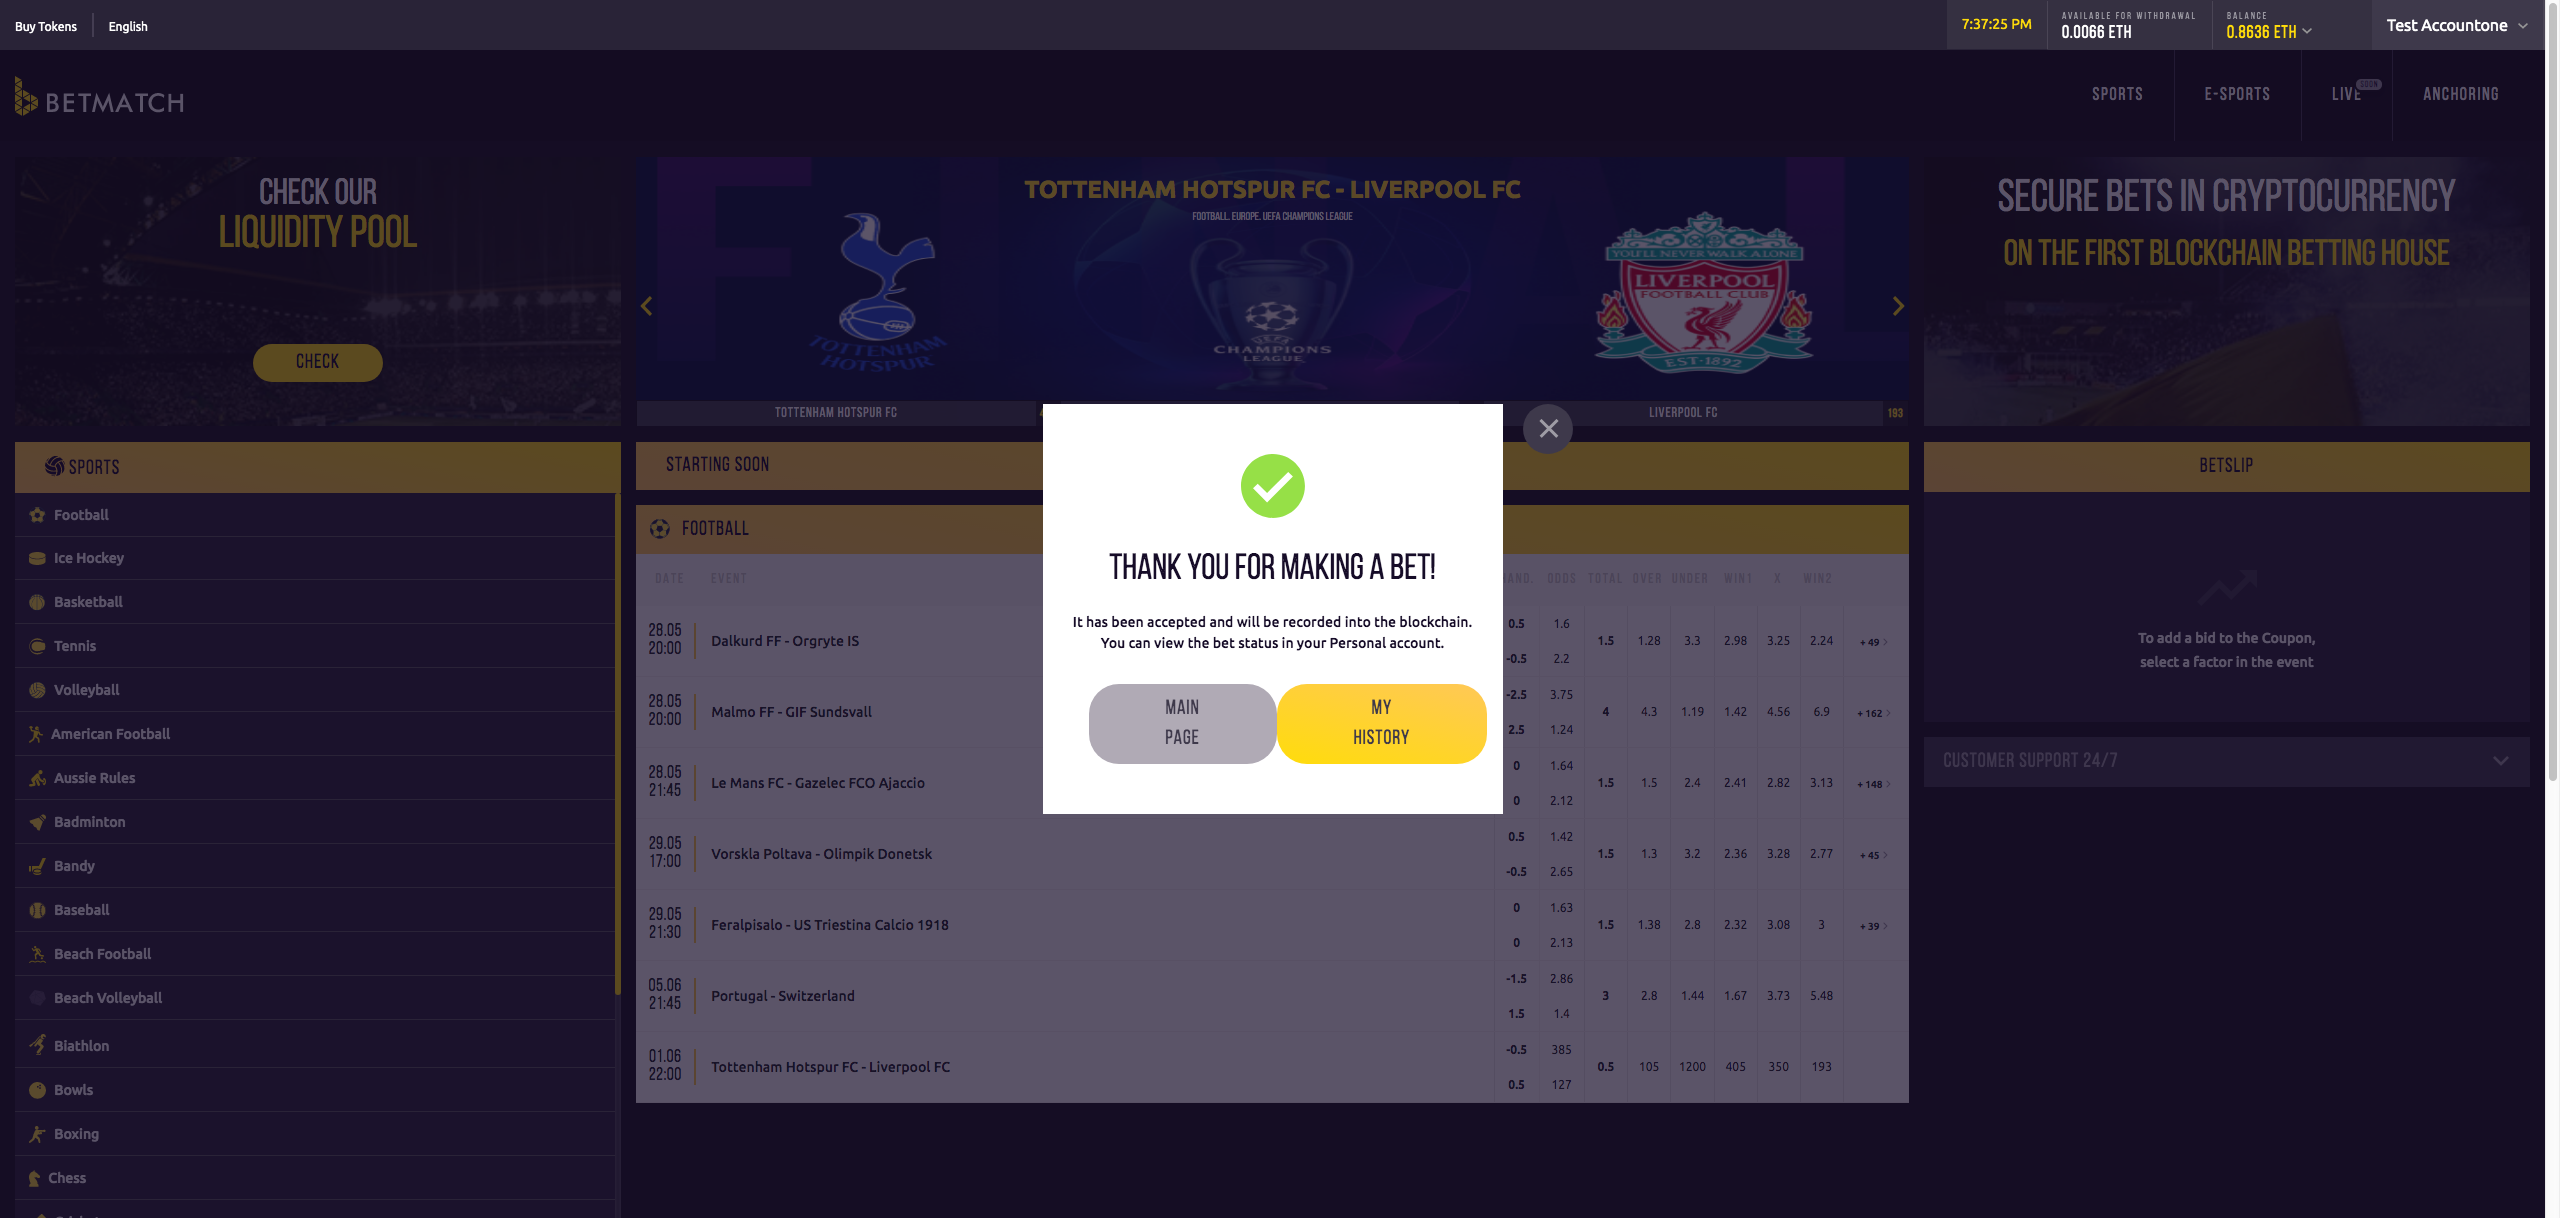 Buy Tokens
English
7:37:25 PM
AVAILABLE FOR WITHDRAWAL
0.0066 ETH
BALANCE
0.8636 ETH
Test Accountone
BETMATCH
SPORTS
E-SPORTS
LIVE
SOON
ANCHORING
CHECK OUR
LIQUIDITY POOL
CHECK
TOTTENHAM HOTSPUR FC - LIVERPOOL FC
FOOTBALL. EUROPE. UEFA CHAMPIONS LEAGUE
TOTTENHAM
HOTSPUR
CHAMPIONS
LEAGUE
YOU'LL NEVER WALK ALONE
LIVERPOOL
FOOTBALL CLUB
EST·1892
TOTTENHAM HOTSPUR FC
LIVERPOOL FC 193
SECURE BETS IN CRYPTOCURRENCY
ON THE FIRST BLOCKCHAIN BETTING HOUSE
SPORTS
Football
Ice Hockey
Basketball
Tennis
Volleyball
American Football
Aussie Rules
Badminton
Bandy
Baseball
Beach Football
Beach Volleyball
Biathlon
Bowls
Boxing
Chess
THANK YOU FOR MAKING A BET!
It has been accepted and will be recorded into the blockchain.
You can view the bet status in your Personal account.
MAIN
PAGE
MY
HISTORY
STARTING SOON
FOOTBALL
DATE EVENT ODDS TOTAL OVER UNDER WIN1 X WIN2
28.05
20:00
Dalkurd FF - Orgryte IS
0.5 1.6
-0.5 2.2
1.5 1.28 3.3 2.98 3.25 2.24 + 49
28.05
20:00
Malmo FF - GIF Sundsvall
-2.5 3.75
2.5 1.24
4 4.3 1.19 1.42 4.56 6.9 + 162
28.05
21:45
Le Mans FC - Gazelec FCO Ajaccio
0 1.64
0 2.12
1.5 1.5 2.4 2.41 2.82 3.13 + 148
29.05
17:00
Vorskla Poltava - Olimpik Donetsk
0.5 1.42
-0.5 2.65
1.5 1.3 3.2 2.36 3.28 2.77 + 45
29.05
21:30
Feralpisalo - US Triestina Calcio 1918
0 1.63
0 2.13
1.5 1.38 2.8 2.32 3.08 3 + 39
05.06
21:45
Portugal - Switzerland
-1.5 2.86
1.5 1.4
3 2.8 1.44 1.67 3.73 5.48
01.06
22:00
Tottenham Hotspur FC - Liverpool FC
-0.5 385
0.5 127
0.5 105 1200 405 350 193
BETSLIP
To add a bid to the Coupon,
select a factor in the event
CUSTOMER SUPPORT 24/7